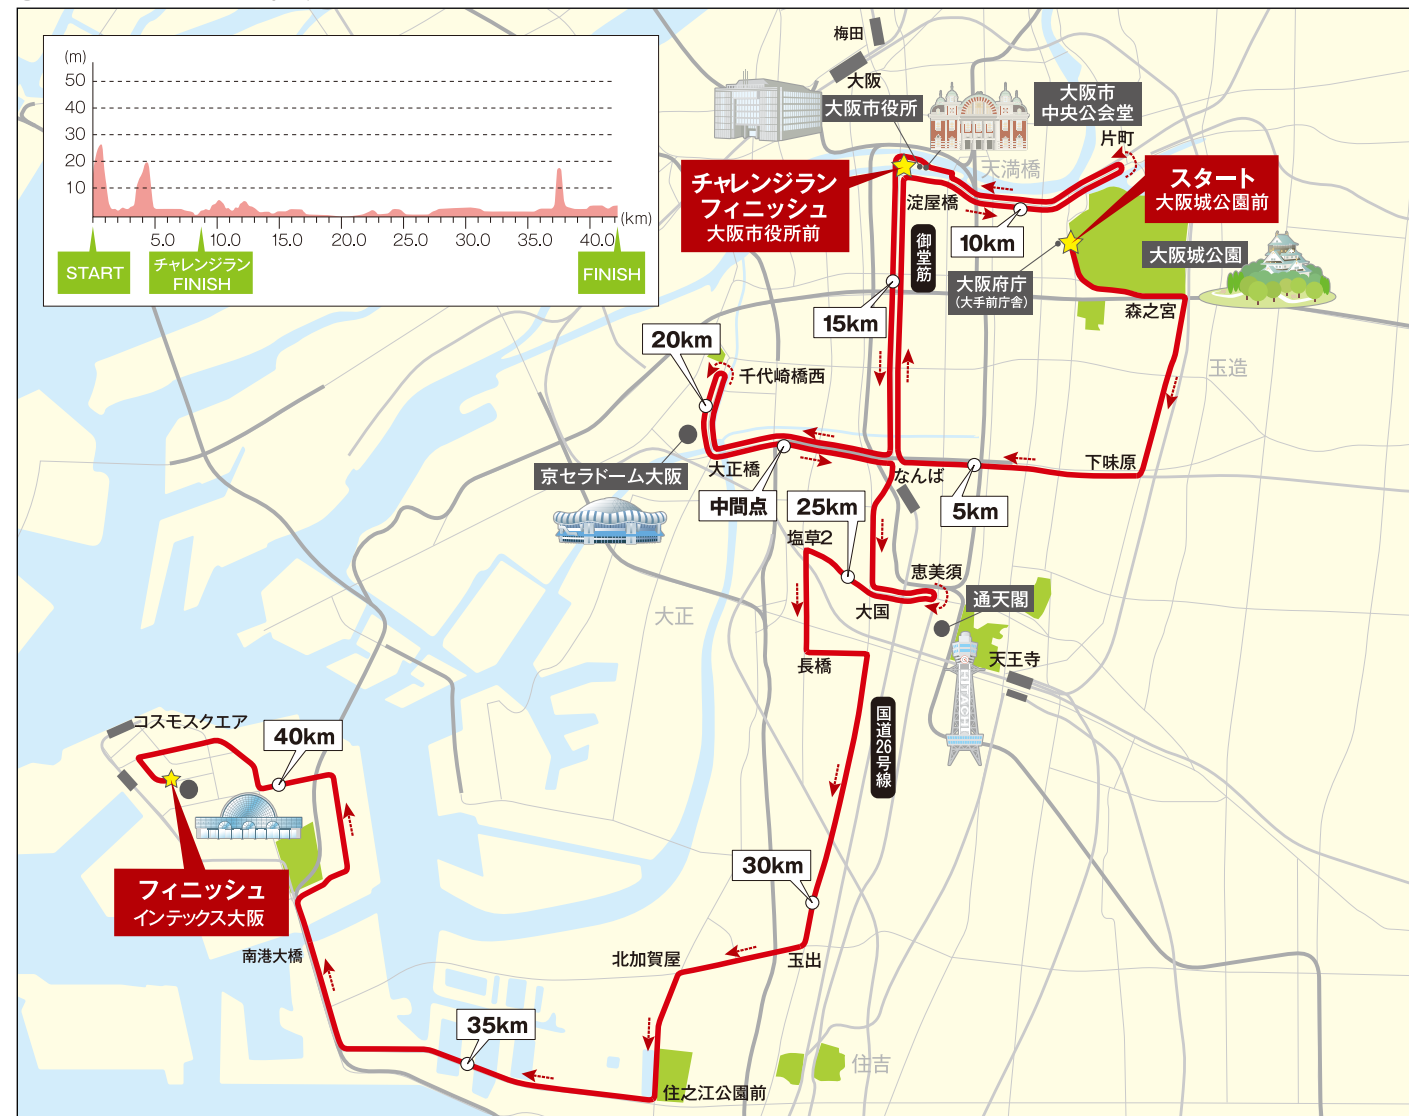 (m)
50
40
30
20
10
5.0
10.0
15.0
20.0
25.0
30.0
35.0
40.0
(km)
START
チャレンジラン
FINISH
FINISH
梅田
大阪
大阪市役所
大阪市
中央公会堂
片町
天満橋
スタート
大阪城公園前
チャレンジラン
フィニッシュ
大阪市役所前
淀屋橋
10km
御堂筋
大阪府庁
(大手前庁舎)
大阪城公園
森之宮
15km
20km
千代崎橋西
玉造
大正橋
京セラドーム大阪
中間点
25km
なんば
5km
下味原
塩草2
恵美須
大国
通天閣
大正
長橋
天王寺
HITACHI
国道26号線
コスモスクエア
40km
フィニッシュ
インテックス大阪
30km
南港大橋
北加賀屋
玉出
35km
住吉
住之江公園前